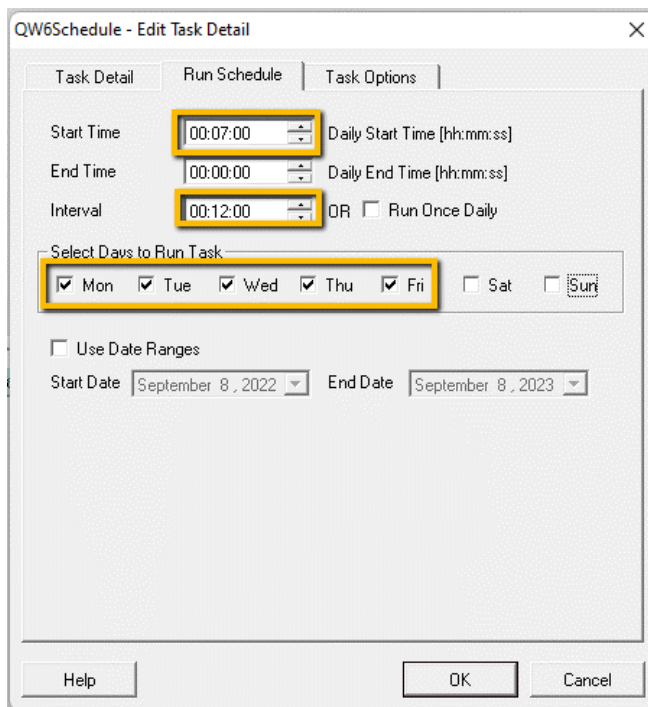 QW6Schedule - Edit Task Detail
Task Detail Run Schedule Task Options
Start Time 00:07:00 Daily Start Time [hh:mm:ss]
End Time 00:00:00 Daily End Time [hh:mm:ss]
Interval 00:12:00 OR Run Once Daily
Select Days to Run Task
Mon Tue Wed Thu Fri Sat Sun
Use Date Ranges
Start Date September 8 , 2022 End Date September 8 , 2023
Help OK Cancel